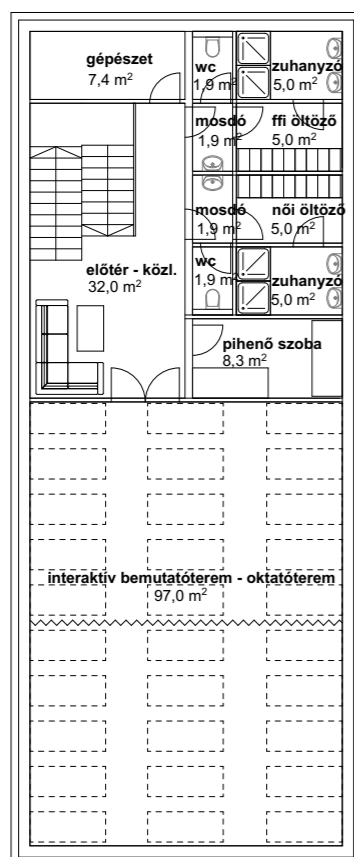 gépészet
7,4 m²
wc
1,9 m²
zuhanyzó
5,0 m²
mosdó
1,9 m²
ffi öltöző
5,0 m²
mosdó
1,9 m²
női öltöző
5,0 m²
előtér - közl.
32,0 m²
wc
1,9 m²
zuhanyzó
5,0 m²
pihenő szoba
8,3 m²
interaktív bemutatóterem - oktatóterem
97,0 m²